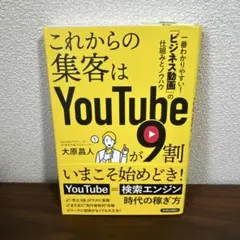 一番わかりやすい！
「ビジネス動画」の
仕組みとノウハウ
これからの
集客は
YouTube
が9割
大原昌人
いまこそ始めどき！
YouTube＝検索エンジン
時代の稼ぎ方